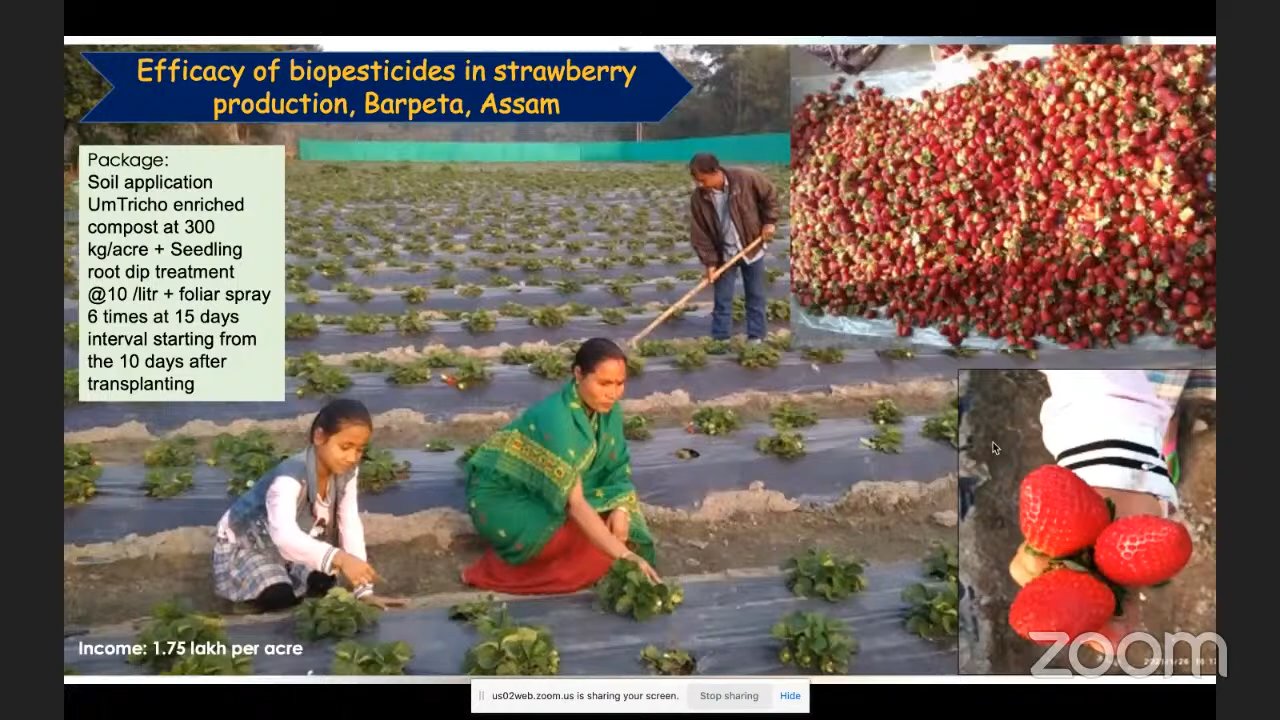 Efficacy of biopesticides in strawberry
production, Barpeta, Assam
Package:
Soil application
UmTricho enriched
compost at 300
kg/acre + Seedling
root dip treatment
@10 /litr + foliar spray
6 times at 15 days
interval starting from
the 10 days after
transplanting
Income: 1.75 lakh per acre
zoom
us02web.zoom.us is sharing your screen.
Stop sharing
Hide